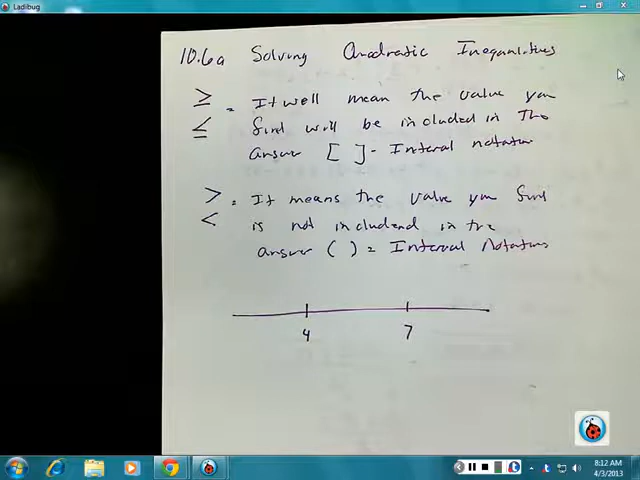 Ladibug
10.6a Solving Quadratic Inequalities
≥ = It well mean the value you
≤ find will be included in the
answer [ ] - Interval notation
> = It means the value you find
< is not includend in the
answer ( ) = Interval Notations
4 7
8:12 AM
4/3/2013